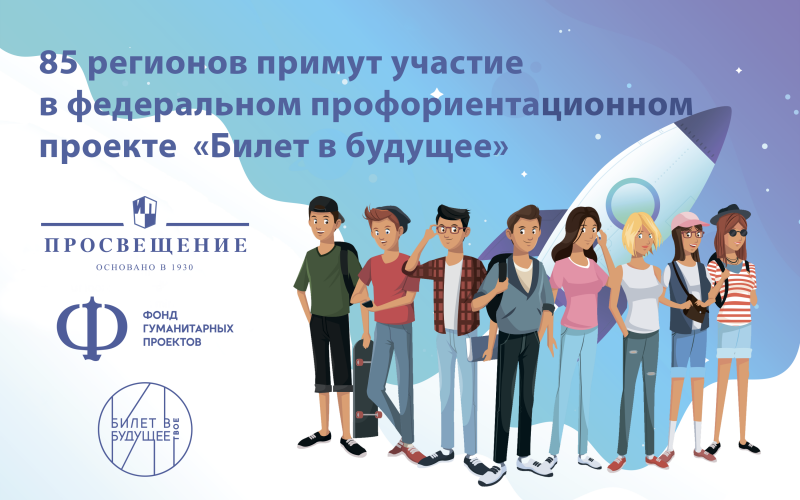 85 регионов примут участие
в федеральном профориентационном
проекте «Билет в будущее»
ПРОСВЕЩЕНИЕ
ОСНОВАНО В 1930
ФОНД
ГУМАНИТАРНЫХ
ПРОЕКТОВ
БИЛЕТ В
БУДУЩЕЕ
ТВОЕ